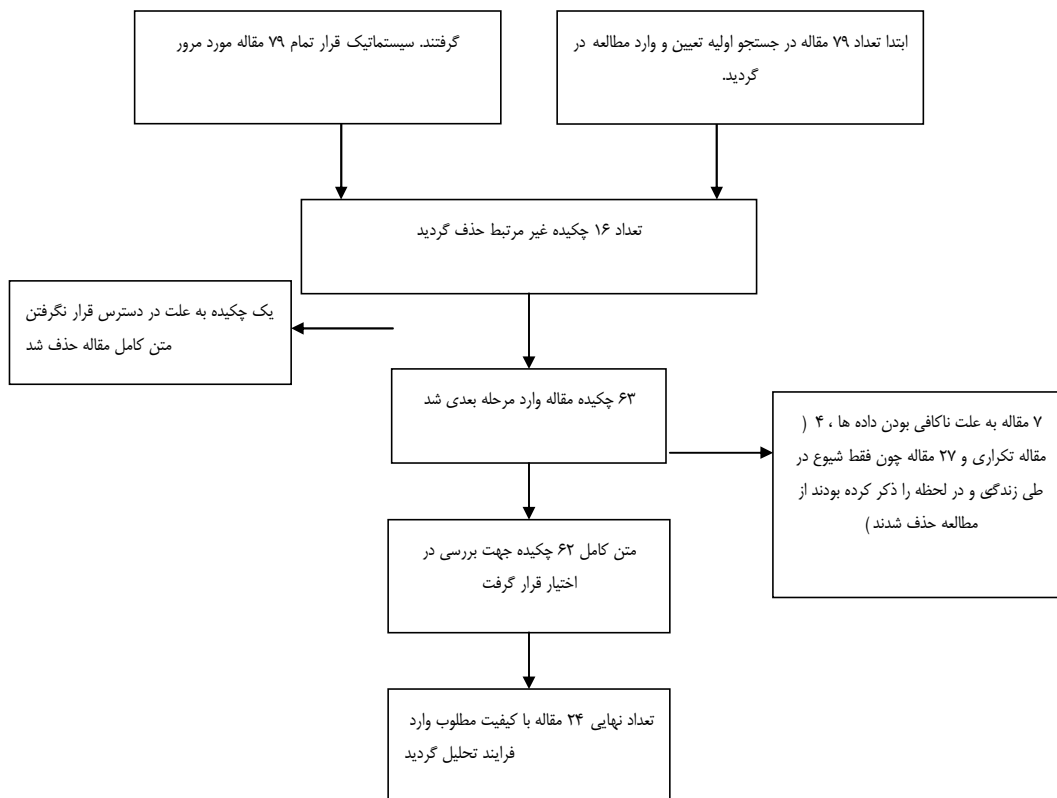 ابتدا تعداد ۷۹ مقاله در جستجو اولیه تعیین و وارد مطالعه در
گردید.
گرفتند. سیستماتیک قرار تمام ۷۹ مقاله مورد مرور
تعداد ۱۶ چکیده غیر مرتبط حذف گردید
یک چکیده به علت در دسترس قرار نگرفتن
متن کامل مقاله حذف شد
۶۳ چکیده مقاله وارد مرحله بعدی شد
۷ مقاله به علت ناکافی بودن داده ها ، ۴ (
مقاله تکراری و ۲۷ مقاله چون فقط شیوع در
طی زندگی و در لحظه را ذکر کرده بودند از
مطالعه حذف شدند)
متن کامل ۶۲ چکیده جهت بررسی در
اختیار قرار گرفت
تعداد نهایی ۲۴ مقاله با کیفیت مطلوب وارد
فرایند تحلیل گردید